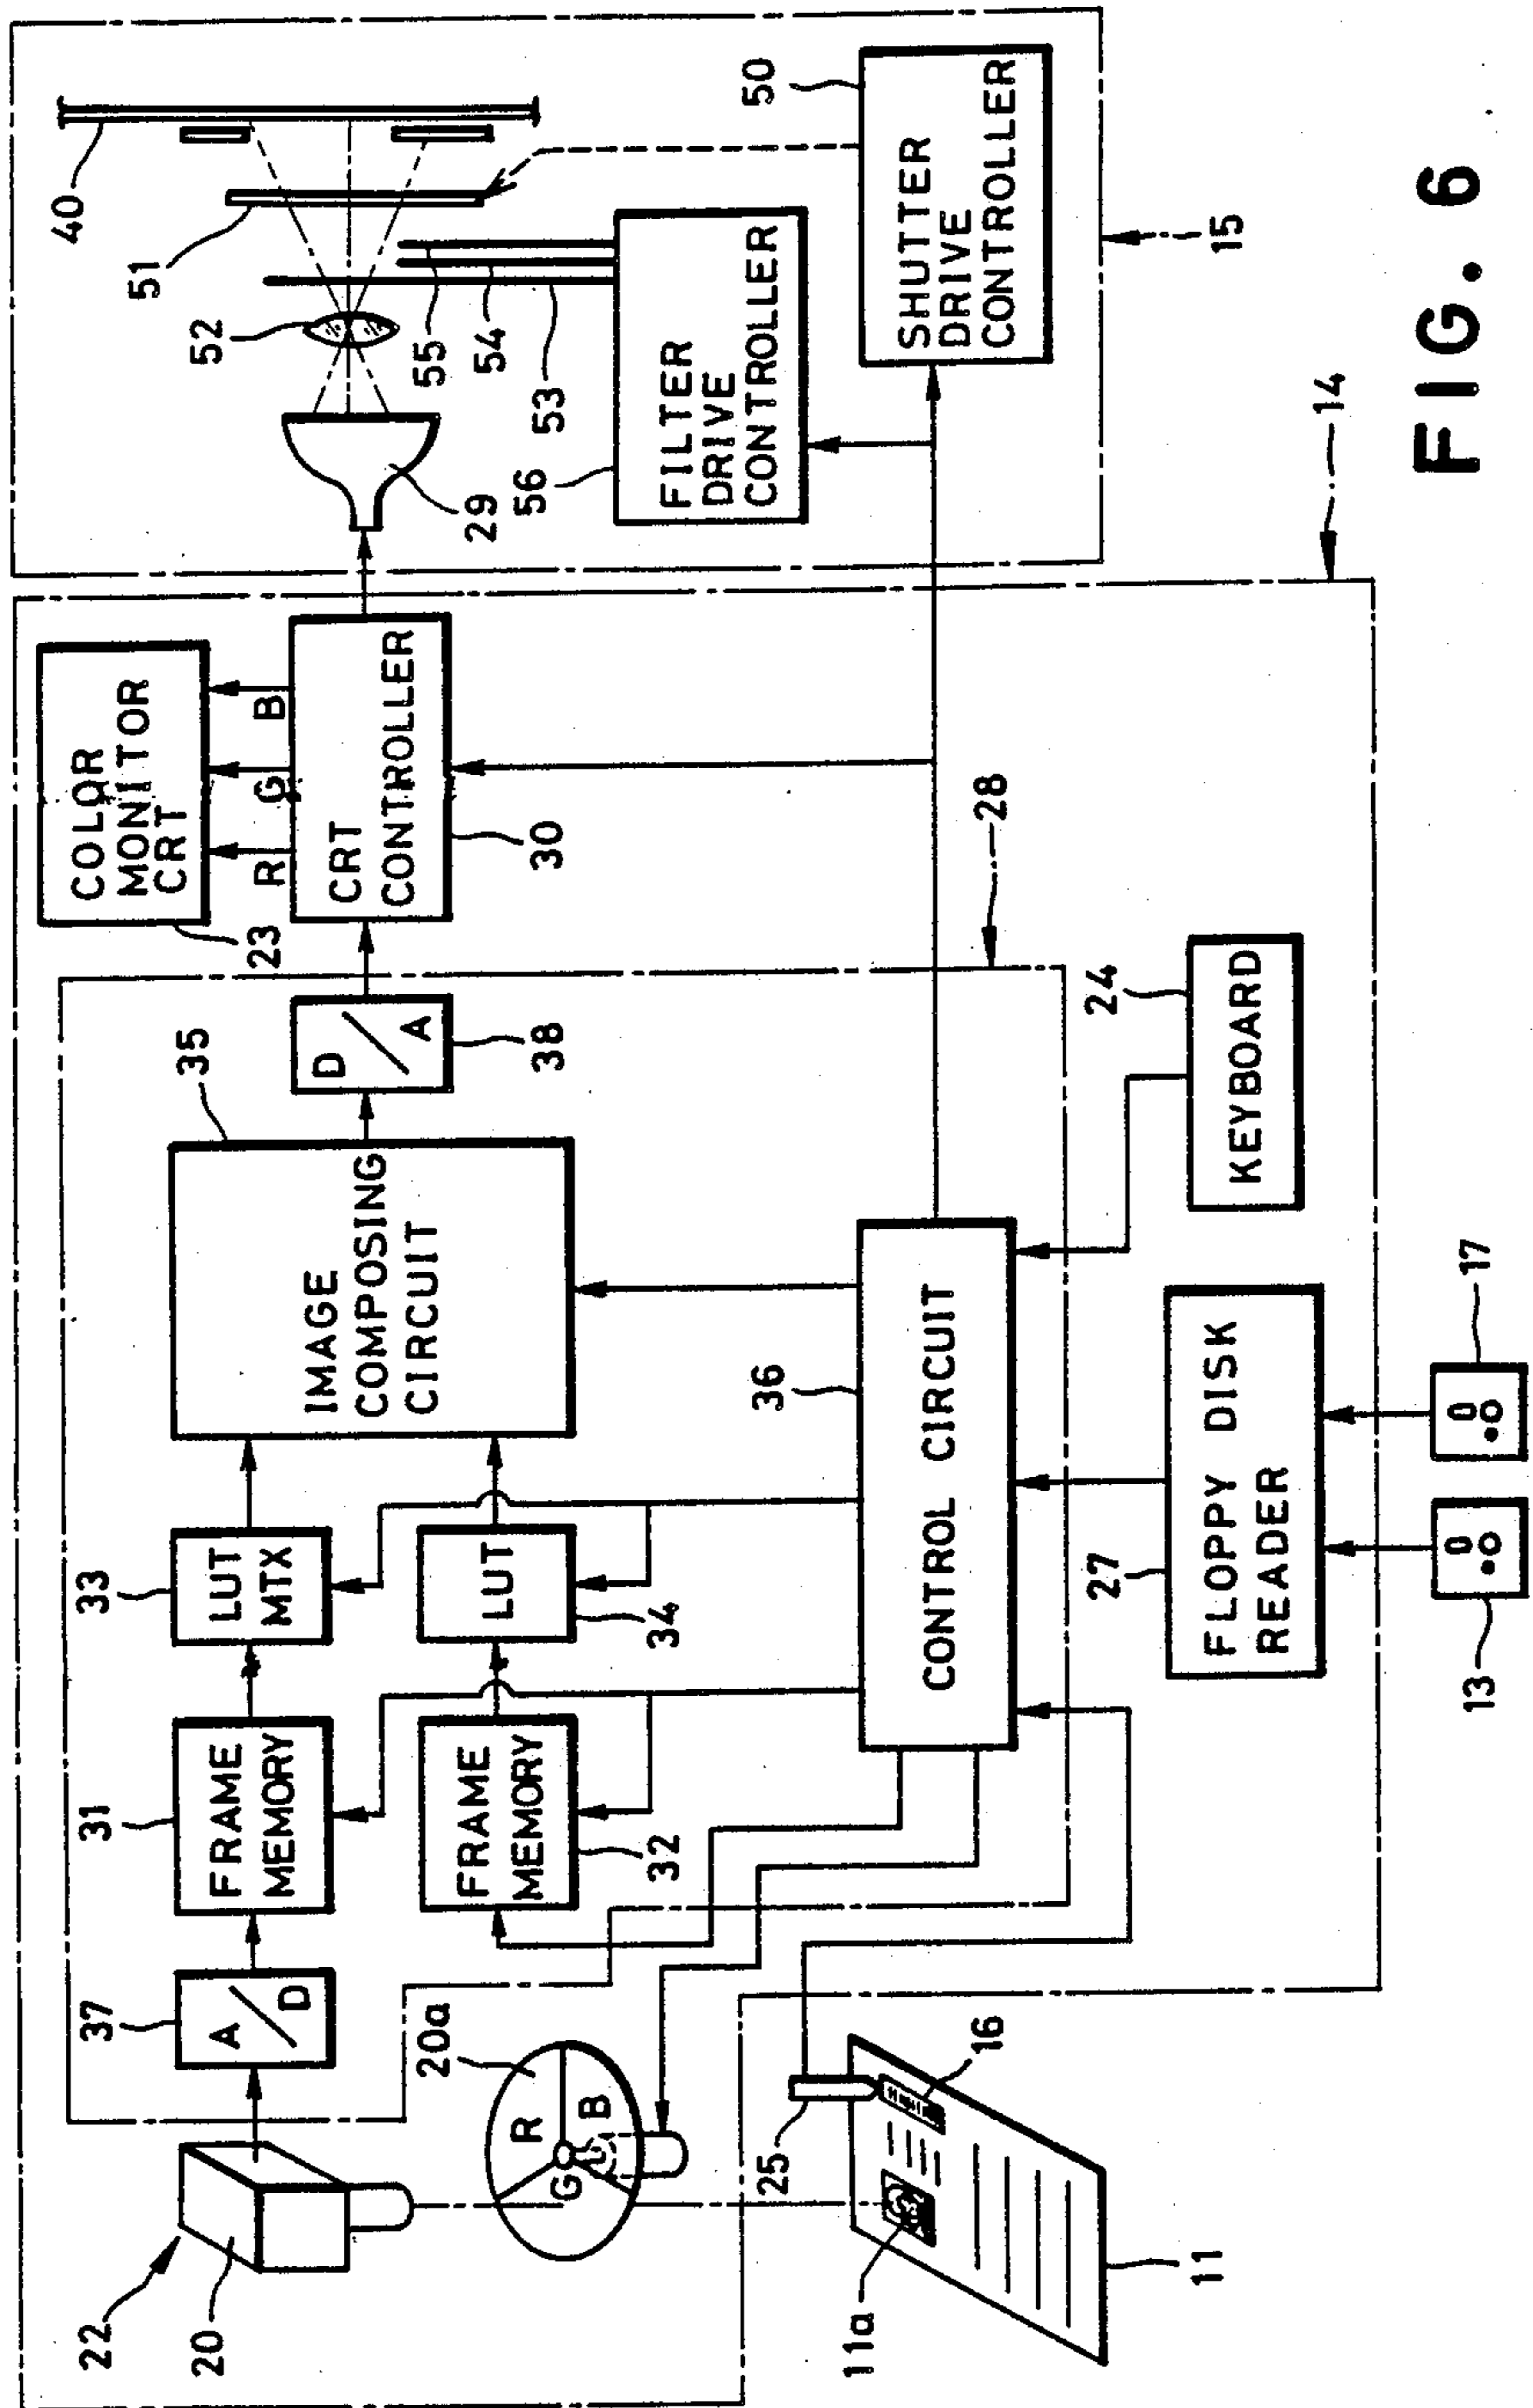 22
20
37
A
D
31
FRAME
MEMORY
33
LUT
MTX
35
IMAGE
COMPOSING
CIRCUIT
D
A
38
COLOR
MONITOR
CRT
23
R
G
B
CRT
CONTROLLER
30
29
52
51
40
55
54
53
56
FILTER
DRIVE
CONTROLLER
50
SHUTTER
DRIVE
CONTROLLER
15
20a
R
G
B
FRAME
MEMORY
32
LUT
34
36
CONTROL CIRCUIT
28
14
11a
25
16
11
27
FLOPPY DISK
READER
24
KEYBOARD
13
17
FIG. 6